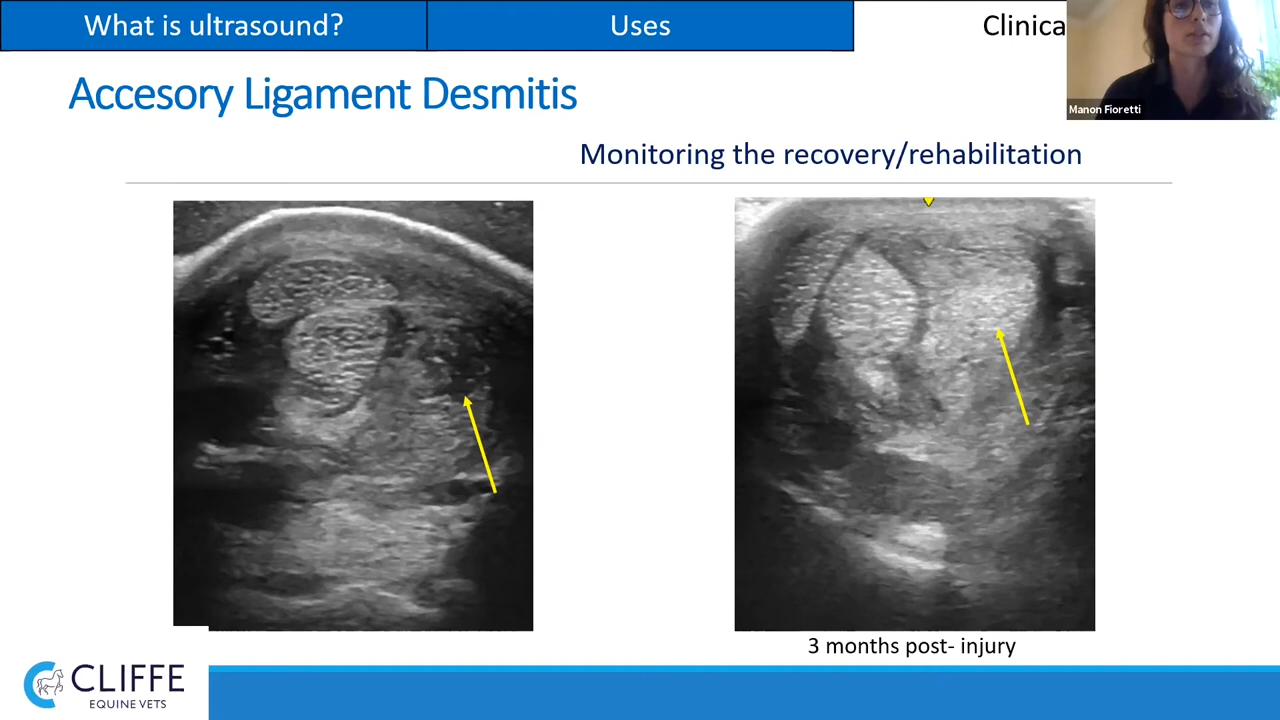 What is ultrasound?
Uses
Clinica
Manon Fioretti
Accesory Ligament Desmitis
Monitoring the recovery/rehabilitation
3 months post- injury
CLIFFE
EQUINE VETS